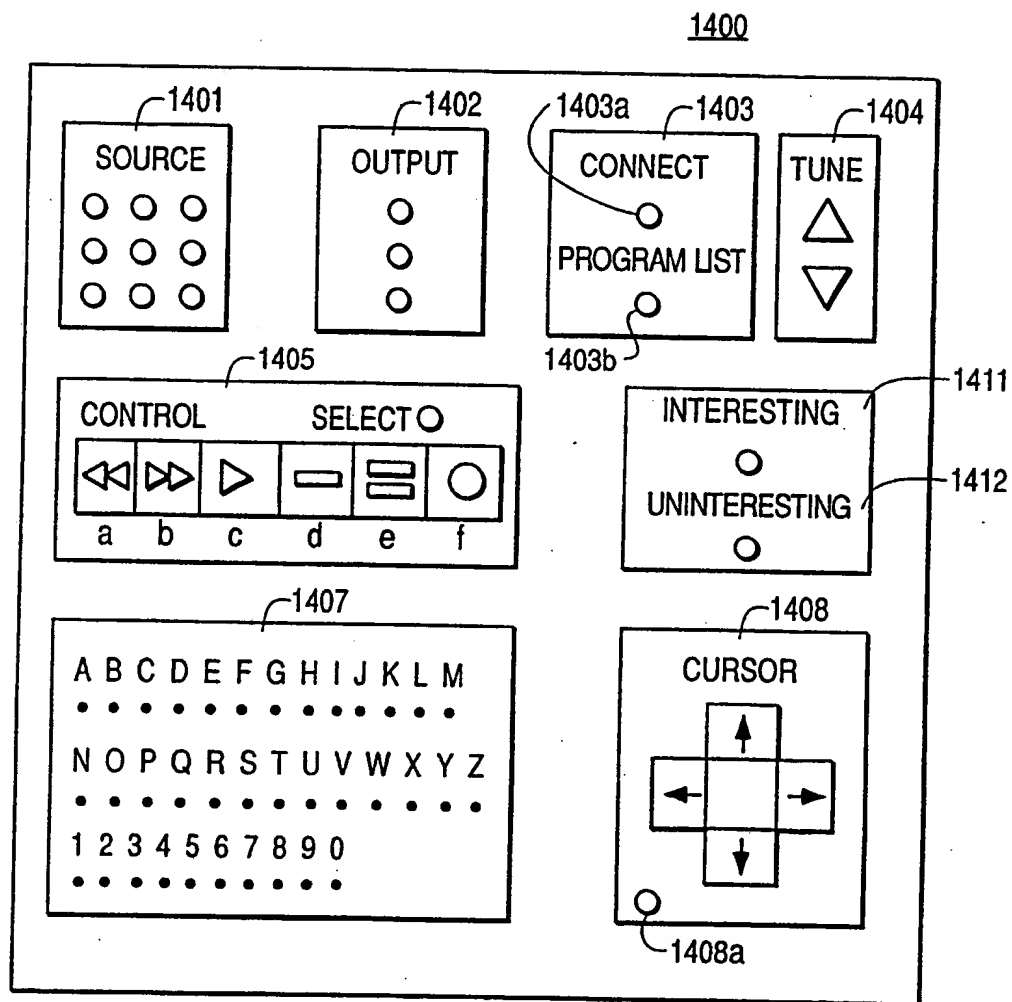 1400
1401
1402
1403a
1403
1404
SOURCE
OUTPUT
CONNECT
TUNE
PROGRAM LIST
1403b
1405
CONTROL
SELECT
a b c d e f
1411
INTERESTING
1412
UNINTERESTING
1407
A B C D E F G H I J K L M
N O P Q R S T U V W X Y Z
1 2 3 4 5 6 7 8 9 0
1408
CURSOR
1408a